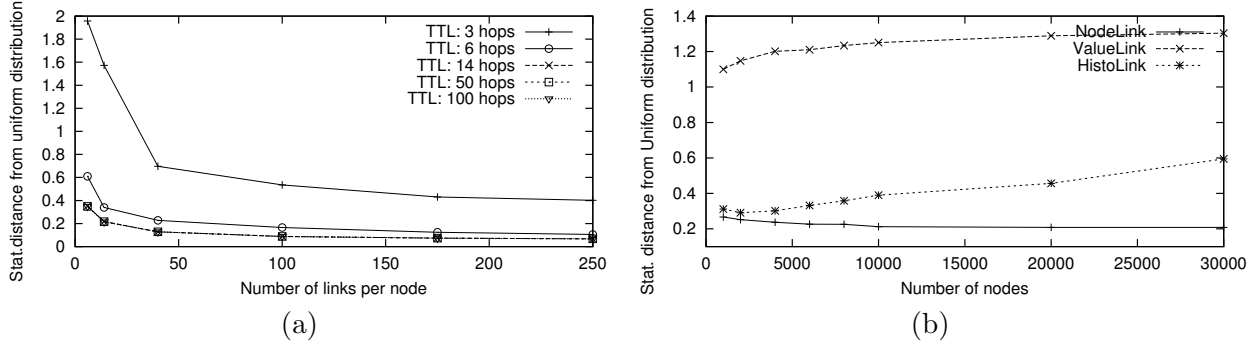 Stat.distance from uniform distribution
2
1.8
1.6
1.4
1.2
1
0.8
0.6
0.4
0.2
0
TTL: 3 hops
TTL: 6 hops
TTL: 14 hops
TTL: 50 hops
TTL: 100 hops
0 50 100 150 200 250
Number of links per node
(a)
Stat. distance from Uniform distribution
1.4
1.2
1
0.8
0.6
0.4
0.2
NodeLink
ValueLink
HistoLink
0 5000 10000 15000 20000 25000 30000
Number of nodes
(b)